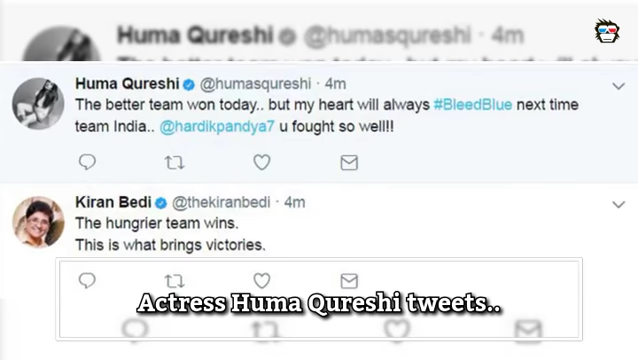 Huma Qureshi @humasqureshi · 4m
Huma Qureshi @humasqureshi · 4m
The better team won today.. but my heart will always #BleedBlue next time
team India.. @hardikpandya7 u fought so well!!
Kiran Bedi @thekiranbedi · 4m
The hungrier team wins.
This is what brings victories.
Actress Huma Qureshi tweets..